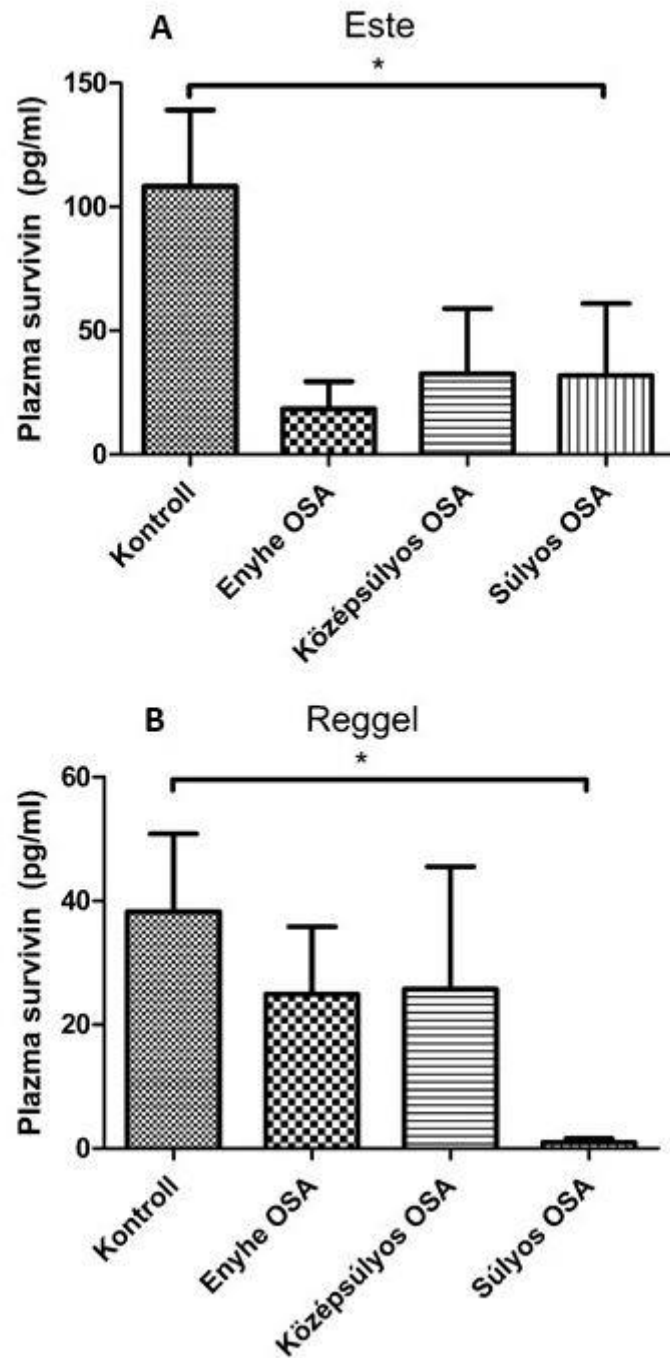 A
Este
*
Plazma survivin (pg/ml)
150
100
50
0
Kontroll
Enyhe OSA
Középsúlyos OSA
Súlyos OSA
B
Reggel
*
Plazma survivin (pg/ml)
60
40
20
0
Kontroll
Enyhe OSA
Középsúlyos OSA
Súlyos OSA